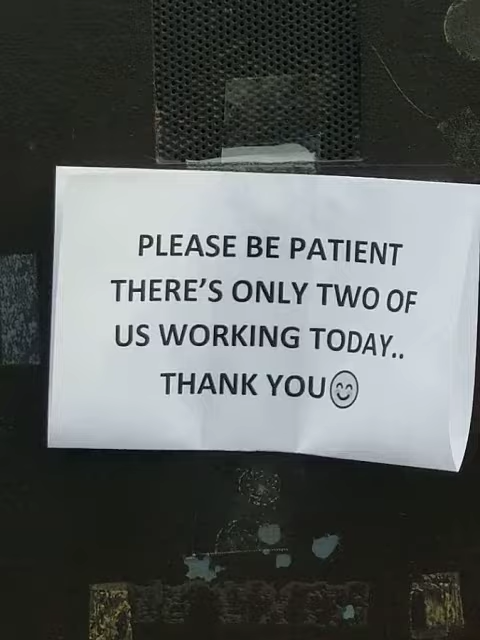 PLEASE BE PATIENT
THERE'S ONLY TWO OF
US WORKING TODAY..
THANK YOU😊